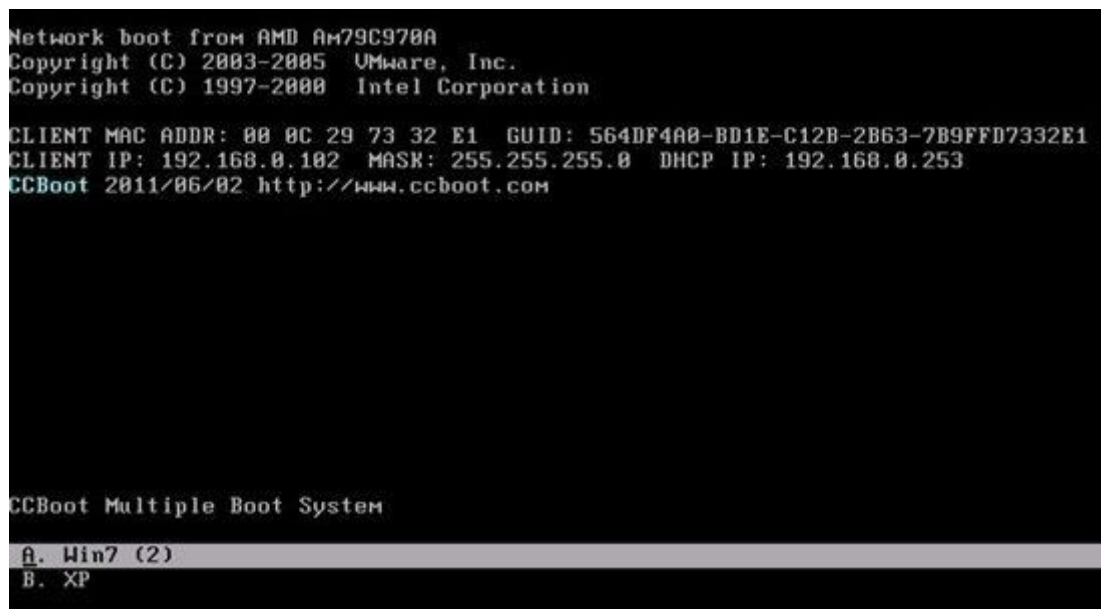 Network boot from AMD Am79C970A
Copyright (C) 2003-2005  VMware, Inc.
Copyright (C) 1997-2000  Intel Corporation
CLIENT MAC ADDR: 00 0C 29 73 32 E1  GUID: 564DF4A0-BD1E-C12B-2B63-7B9FFD7332E1
CLIENT IP: 192.168.0.102  MASK: 255.255.255.0  DHCP IP: 192.168.0.253
CCBoot 2011/06/02 http://www.ccboot.com
CCBoot Multiple Boot System
A. Win7 (2)
B. XP